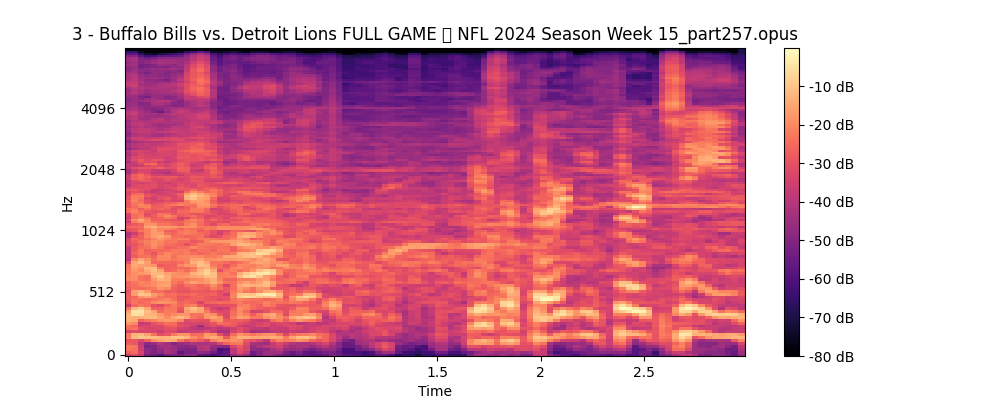 3 - Buffalo Bills vs. Detroit Lions FULL GAME  NFL 2024 Season Week 15_part257.opus
Hz
4096
2048
1024
512
0
0
0.5
1
1.5
2
2.5
Time
-10 dB
-20 dB
-30 dB
-40 dB
-50 dB
-60 dB
-70 dB
-80 dB